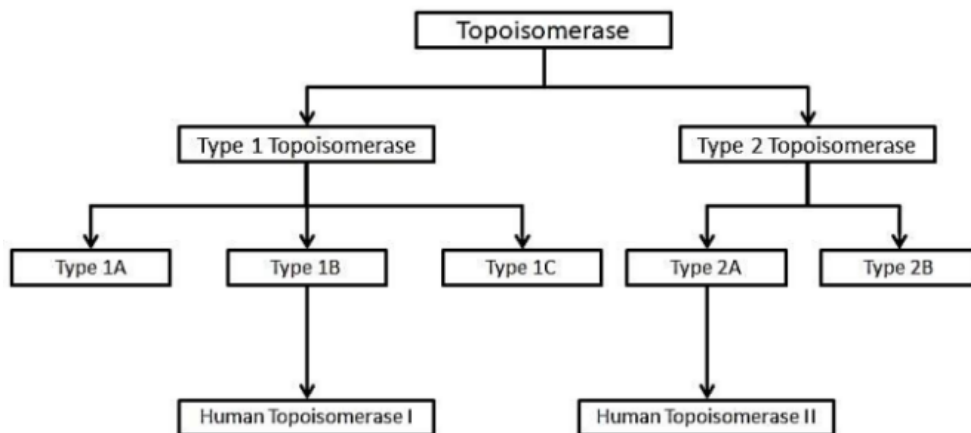 Topoisomerase
Type 1 Topoisomerase
Type 2 Topoisomerase
Type 1A
Type 1B
Type 1C
Type 2A
Type 2B
Human Topoisomerase I
Human Topoisomerase II